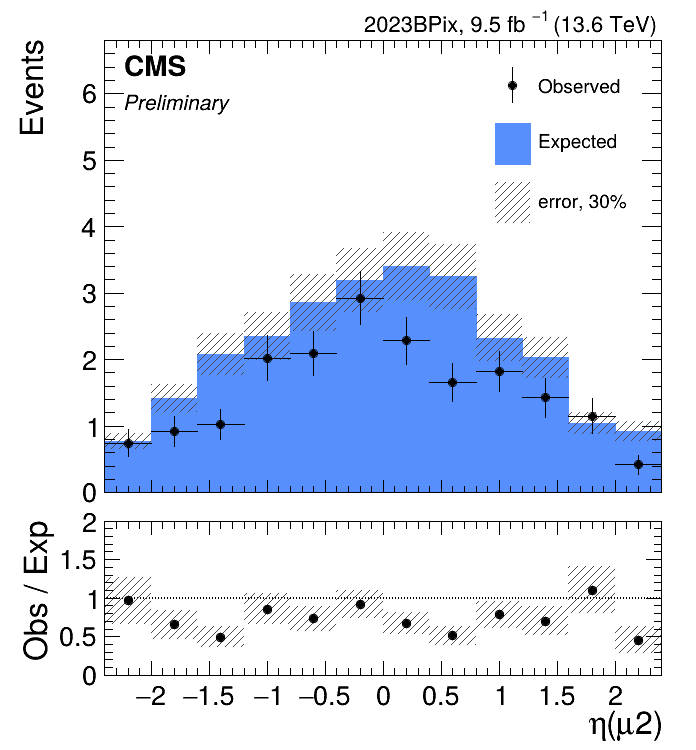 2023BPix, 9.5 fb⁻¹ (13.6 TeV)
CMS
Preliminary
Observed
Expected
error, 30%
Events
6
5
4
3
2
1
0
Obs / Exp
2
1.5
1
0.5
0
−2 −1.5 −1 −0.5 0 0.5 1 1.5 2
η(μ2)